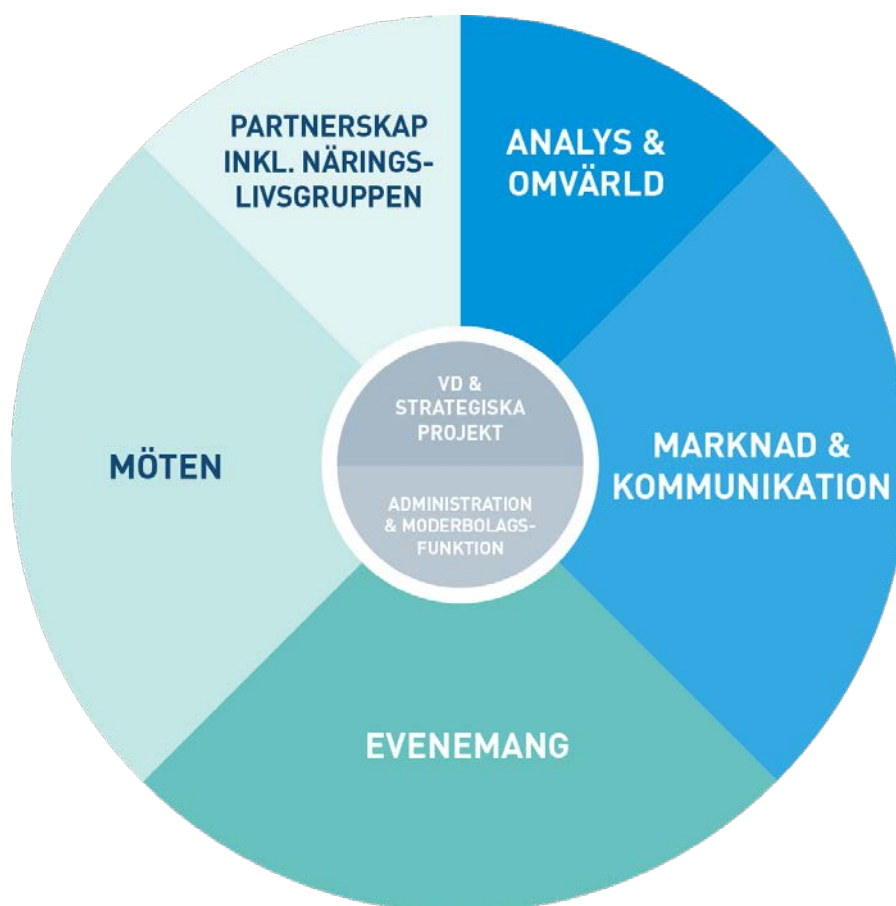 PARTNERSKAP
INKL. NÄRINGS-
LIVSGRUPPEN
ANALYS &
OMVÄRLD
VD &
STRATEGISKA
PROJEKT
MÖTEN
MARKNAD &
KOMMUNIKATION
ADMINISTRATION
& MODERBOLAGS-
FUNKTION
EVENEMANG